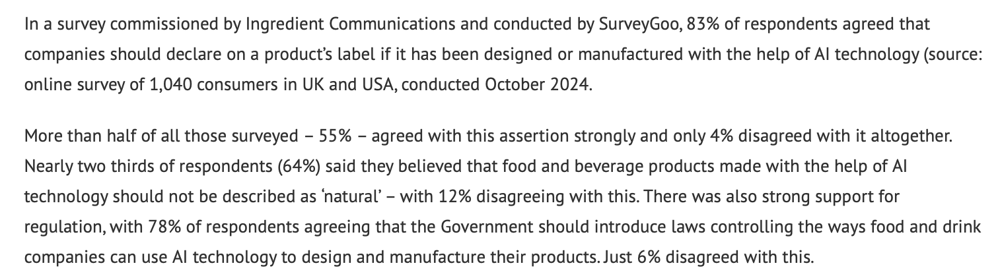 In a survey commissioned by Ingredient Communications and conducted by SurveyGoo, 83% of respondents agreed that
companies should declare on a product’s label if it has been designed or manufactured with the help of AI technology (source:
online survey of 1,040 consumers in UK and USA, conducted October 2024.
More than half of all those surveyed – 55% – agreed with this assertion strongly and only 4% disagreed with it altogether.
Nearly two thirds of respondents (64%) said they believed that food and beverage products made with the help of AI
technology should not be described as ‘natural’ – with 12% disagreeing with this. There was also strong support for
regulation, with 78% of respondents agreeing that the Government should introduce laws controlling the ways food and drink
companies can use AI technology to design and manufacture their products. Just 6% disagreed with this.